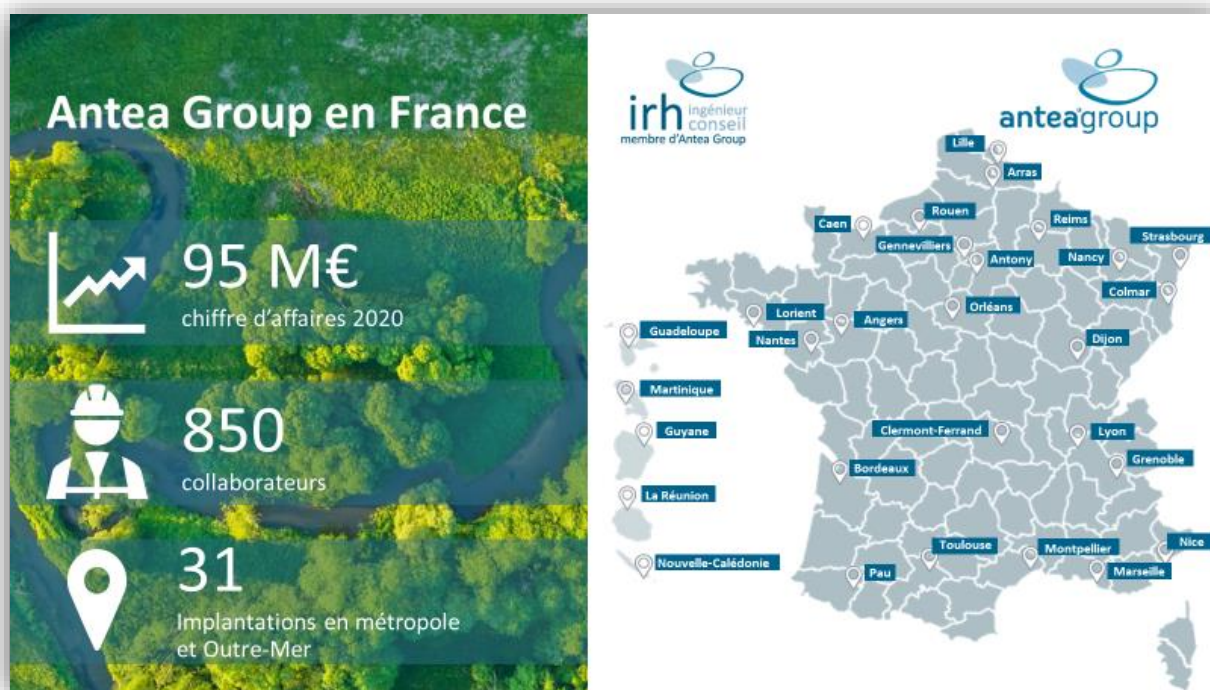 Antea Group en France
95 M€
chiffre d'affaires 2020
850
collaborateurs
31
Implantations en métropole
et Outre-Mer
irh ingénieur
conseil
membre d'Antea Group
anteagroup
Lille
Arras
Rouen
Caen
Reims
Gennevilliers
Strasbourg
Antony
Nancy
Colmar
Orléans
Lorient
Angers
Guadeloupe
Nantes
Dijon
Martinique
Guyane
Clermont-Ferrand
Lyon
Grenoble
Bordeaux
La Réunion
Toulouse
Montpellier
Nice
Nouvelle-Calédonie
Pau
Marseille